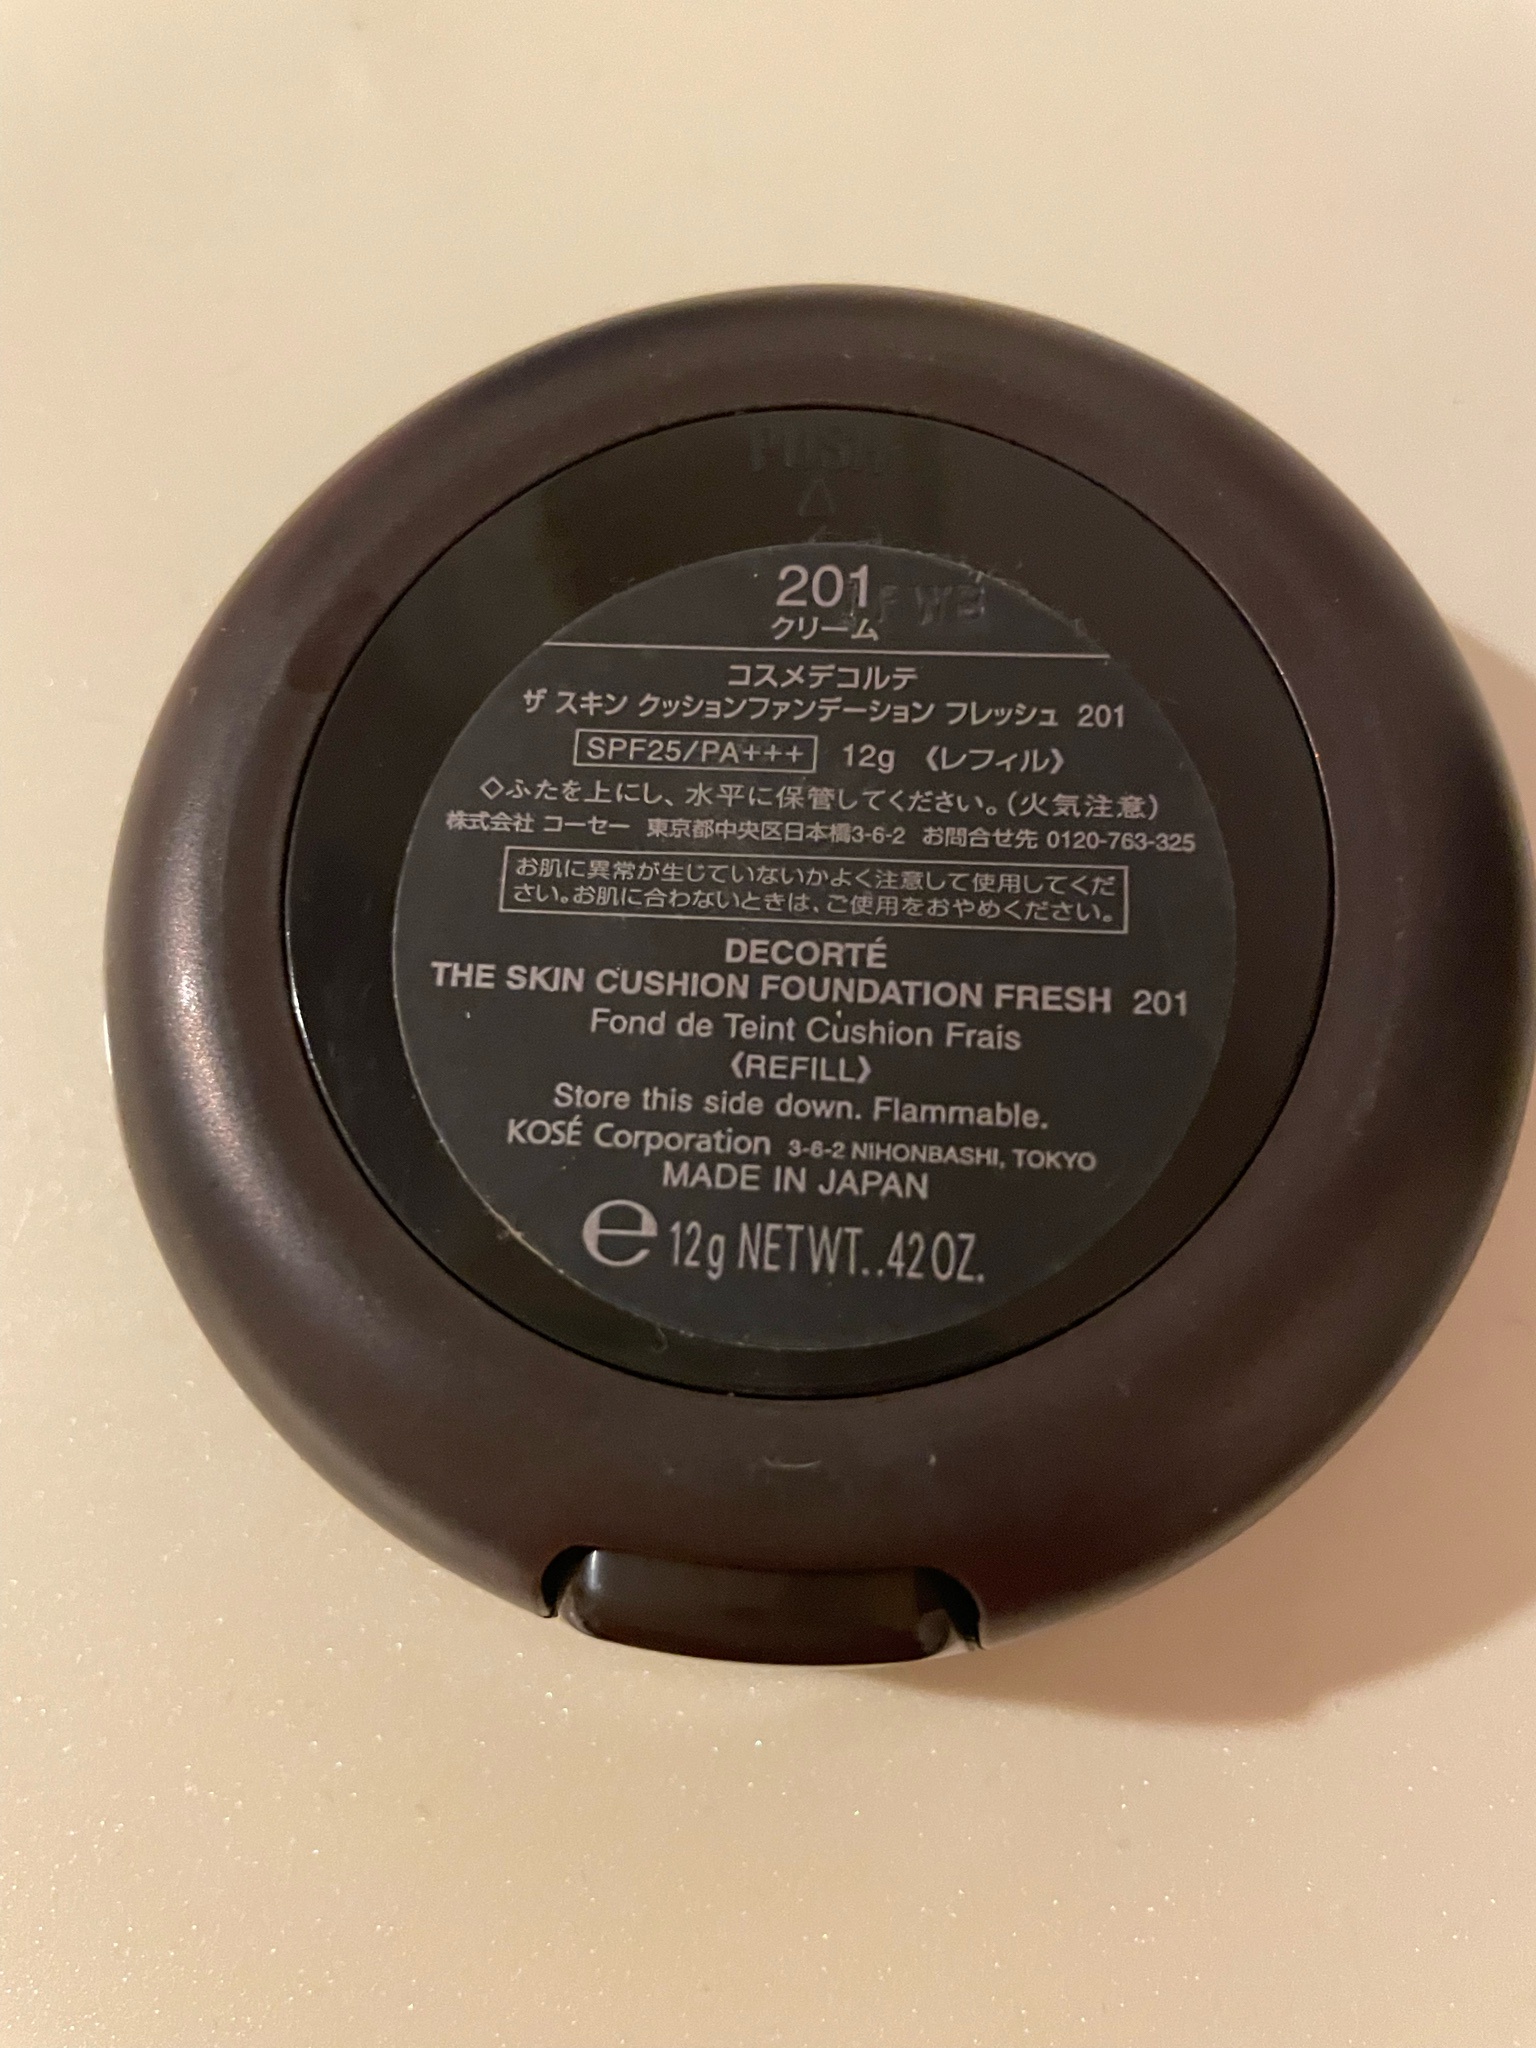 PUSH
201
クリーム
コスメデコルテ
ザ スキン クッションファンデーション フレッシュ 201
SPF25/PA+++ 12g 《レフィル》
◇ふたを上にし、水平に保管してください。(火気注意)
株式会社 コーセー 東京都中央区日本橋3-6-2 お問合せ先 0120-763-325
お肌に異常が生じていないかよく注意して使用してくだ
さい。お肌に合わないときは、ご使用をおやめください。
DECORTÉ
THE SKIN CUSHION FOUNDATION FRESH 201
Fond de Teint Cushion Frais
《REFILL》
Store this side down. Flammable.
KOSÉ Corporation 3-6-2 NIHONBASHI, TOKYO
MADE IN JAPAN
e 12g NET WT. .42 OZ.